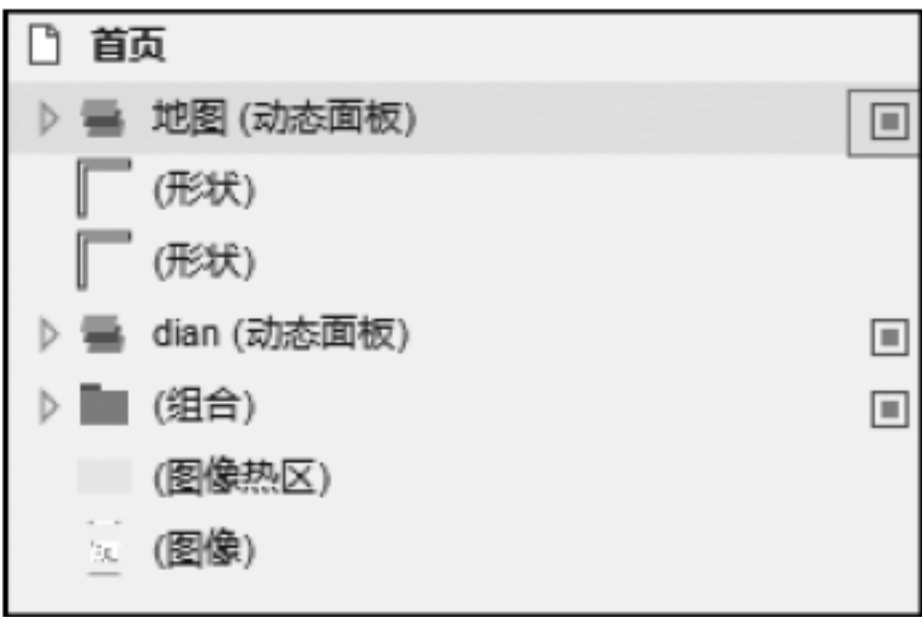 首页
地图 (动态面板)
(形状)
(形状)
dian (动态面板)
(组合)
(图像热区)
(图像)